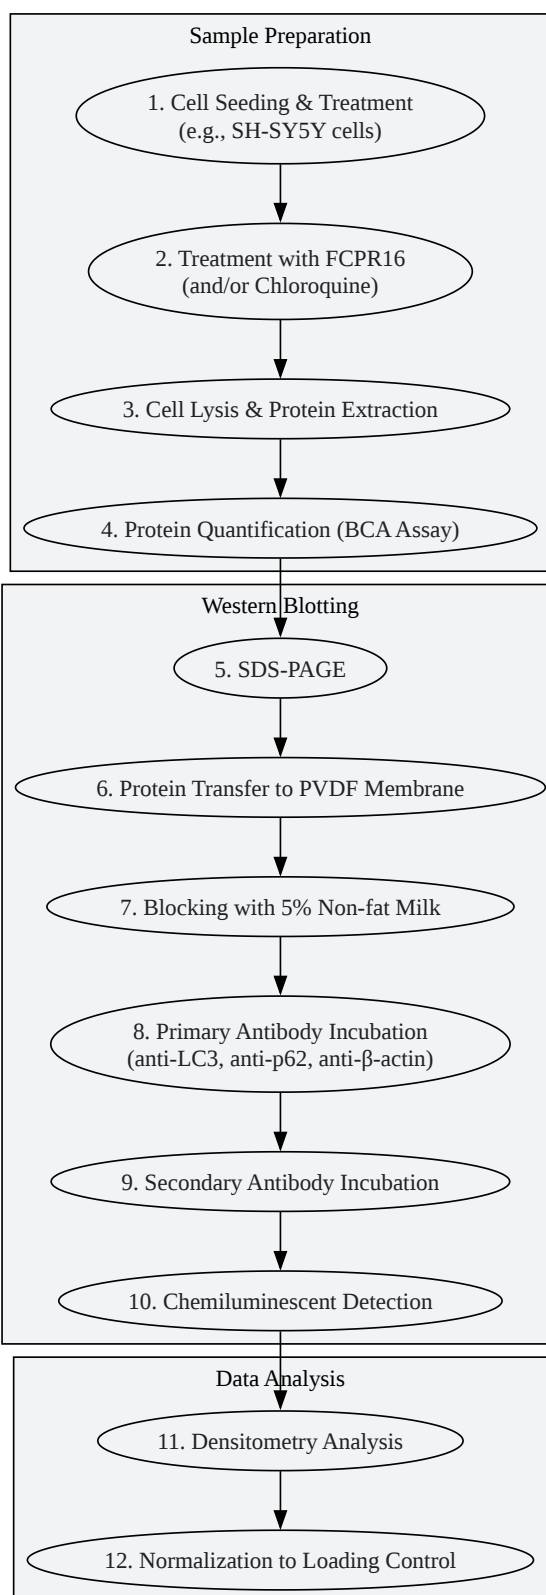 Sample Preparation
1. Cell Seeding & Treatment
(e.g., SH-SY5Y cells)
2. Treatment with FCPR16
(and/or Chloroquine)
3. Cell Lysis & Protein Extraction
4. Protein Quantification (BCA Assay)
Western Blotting
5. SDS-PAGE
6. Protein Transfer to PVDF Membrane
7. Blocking with 5% Non-fat Milk
8. Primary Antibody Incubation
(anti-LC3, anti-p62, anti-β-actin)
9. Secondary Antibody Incubation
10. Chemiluminescent Detection
Data Analysis
11. Densitometry Analysis
12. Normalization to Loading Control